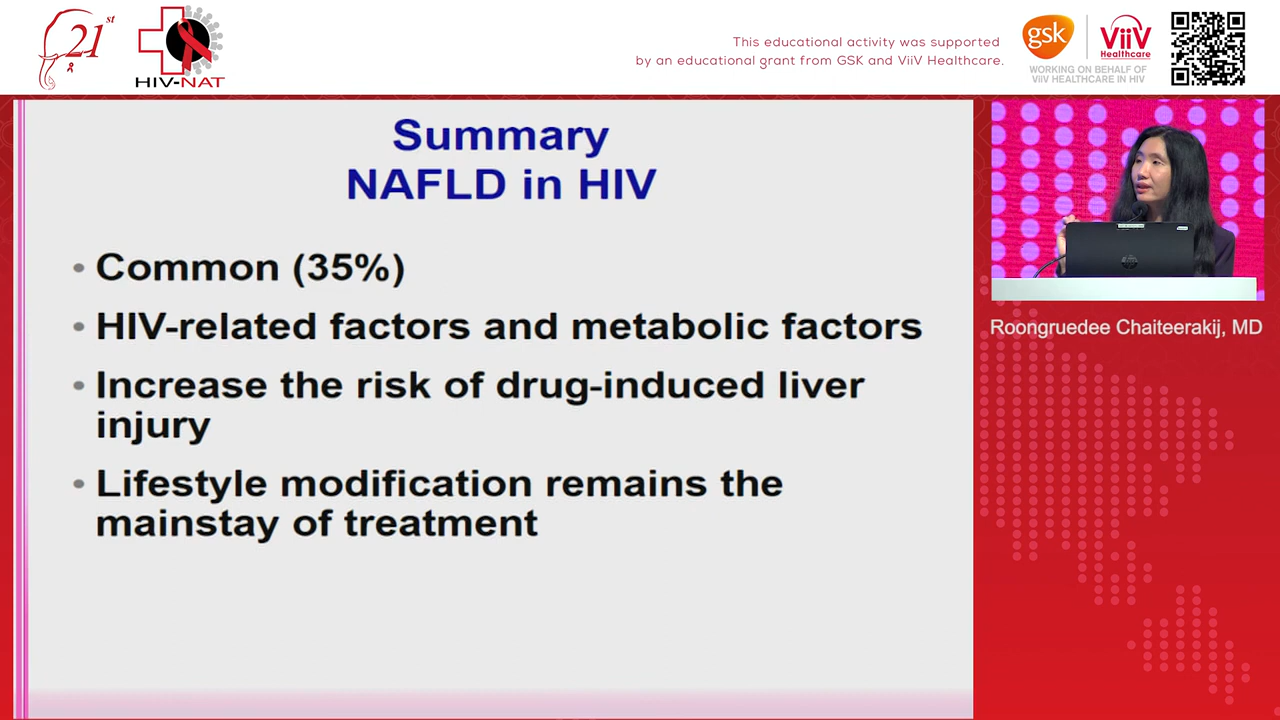 21st
HIV-NAT
This educational activity was supported
by an educational grant from GSK and ViiV Healthcare.
gsk
ViiV
Healthcare
WORKING ON BEHALF OF
ViiV HEALTHCARE IN HIV
Summary
NAFLD in HIV
• Common (35%)
• HIV-related factors and metabolic factors
• Increase the risk of drug-induced liver
injury
• Lifestyle modification remains the
mainstay of treatment
Roongruedee Chaiteerakij, MD